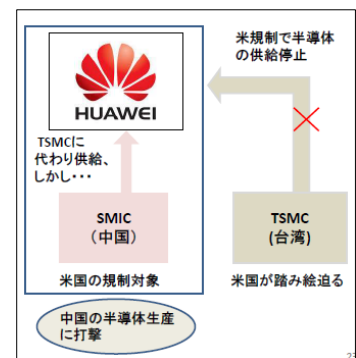 米規制で半導体
の供給停止
HUAWEI
TSMCに
代わり供給、
しかし・・・
SMIC
（中国）
TSMC
(台湾)
米国の規制対象
米国が踏み絵迫る
中国の半導体生産
に打撃